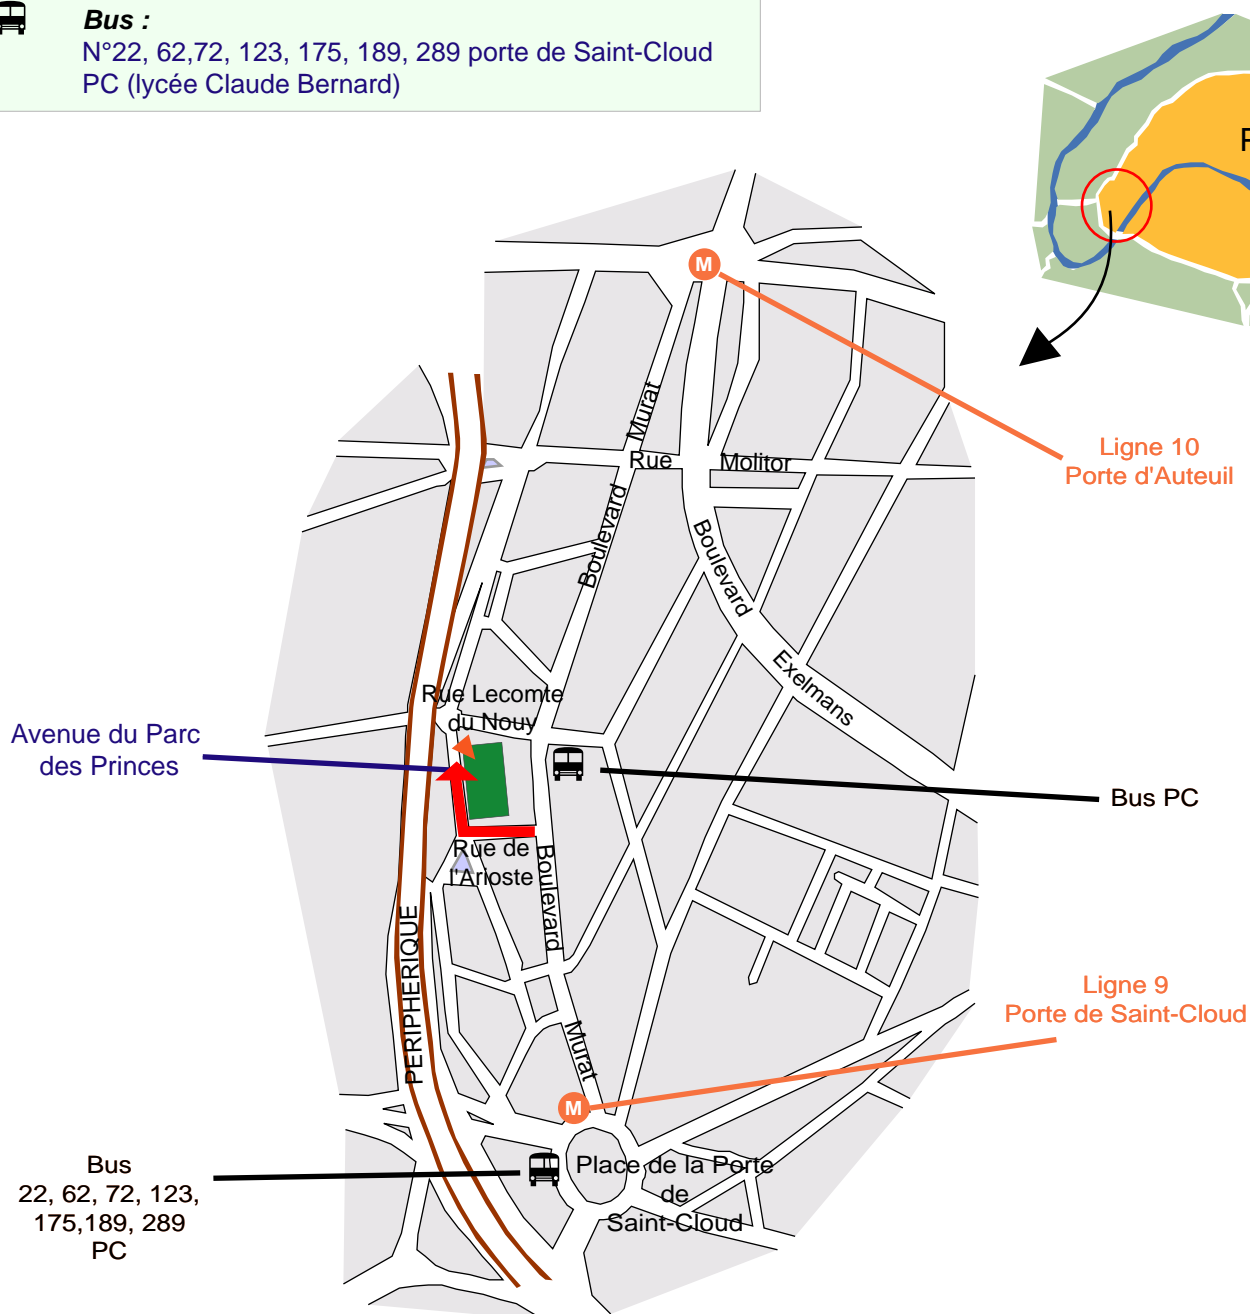 Bus :
N°22, 62,72, 123, 175, 189, 289 porte de Saint-Cloud
PC (lycée Claude Bernard)
P
M
Ligne 10
Porte d'Auteuil
Boulevard Murat
Rue Molitor
Boulevard Exelmans
Rue Lecomte
du Nouy
Avenue du Parc
des Princes
Bus PC
Rue de
l'Arioste
Boulevard Murat
PERIPHERIQUE
Ligne 9
Porte de Saint-Cloud
M
Bus
22, 62, 72, 123,
175,189, 289
PC
Place de la Porte
de
Saint-Cloud